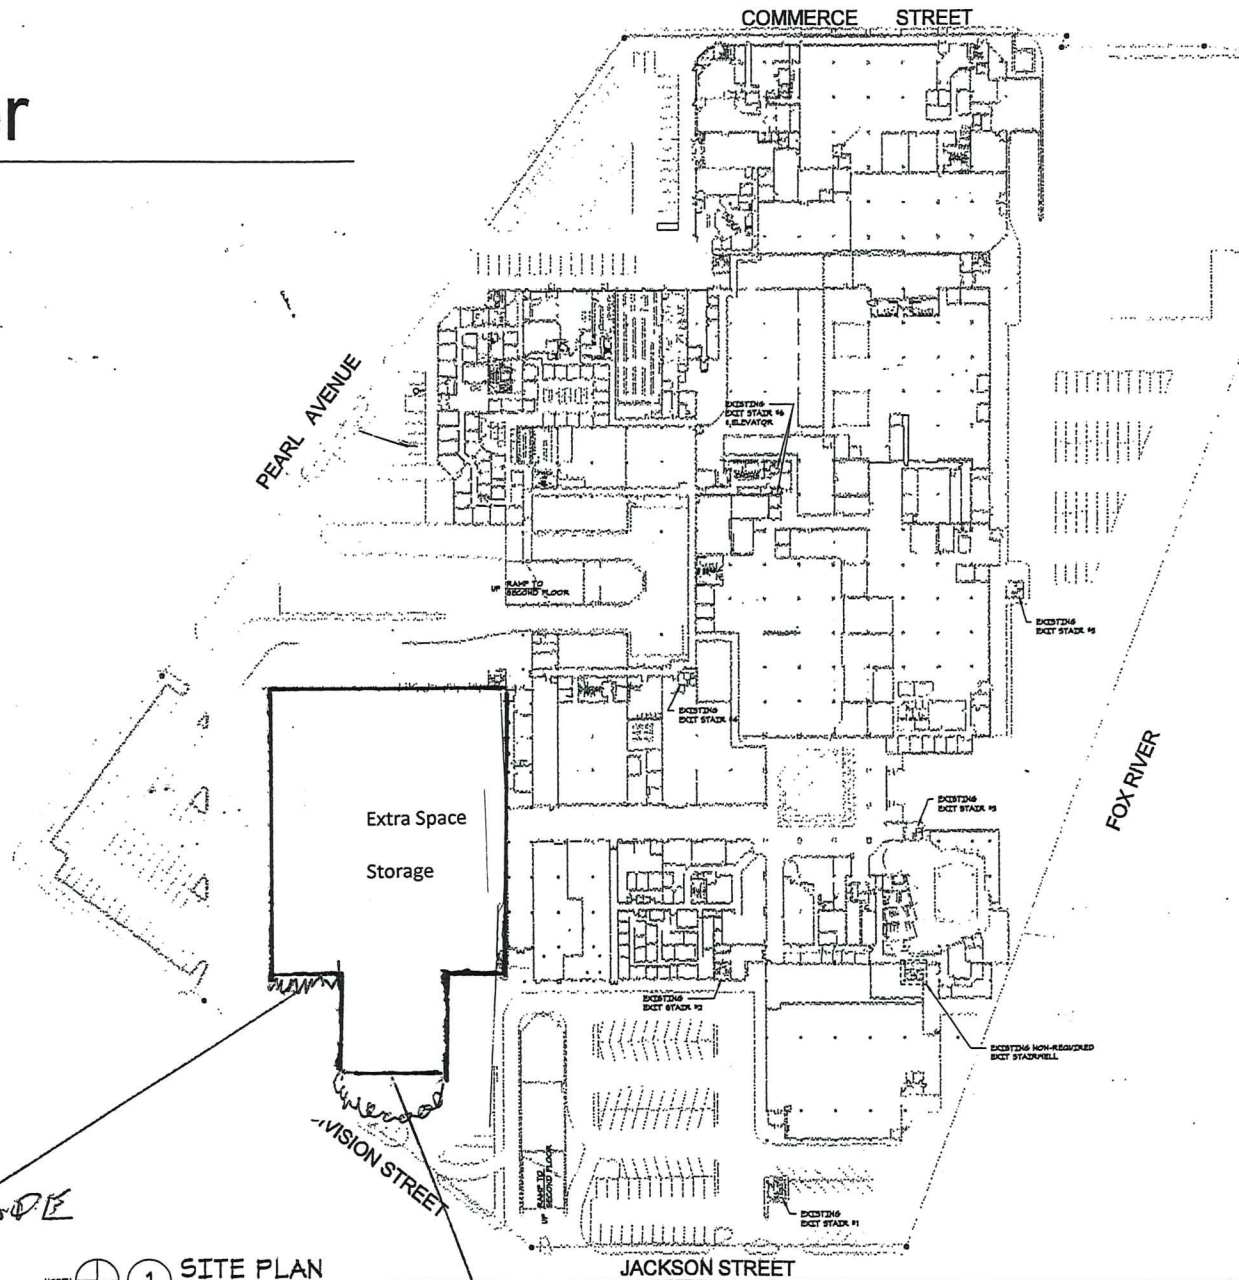 COMMERCE STREET
r
PEARL AVENUE
EXISTING
EXIT STAIR #6
& ELEVATOR
UP RAMP TO
SECOND FLOOR
EXISTING
EXIT STAIR #5
EXISTING
EXIT STAIR #4
FOX RIVER
Extra Space
Storage
EXISTING
EXIT STAIR #3
EXISTING
EXIT STAIR #2
EXISTING NON-REQUIRED
EXIT STAIRWELL
IVISION STREET
UP RAMP TO
SECOND FLOOR
EXISTING
EXIT STAIR #1
DE
1 SITE PLAN
JACKSON STREET